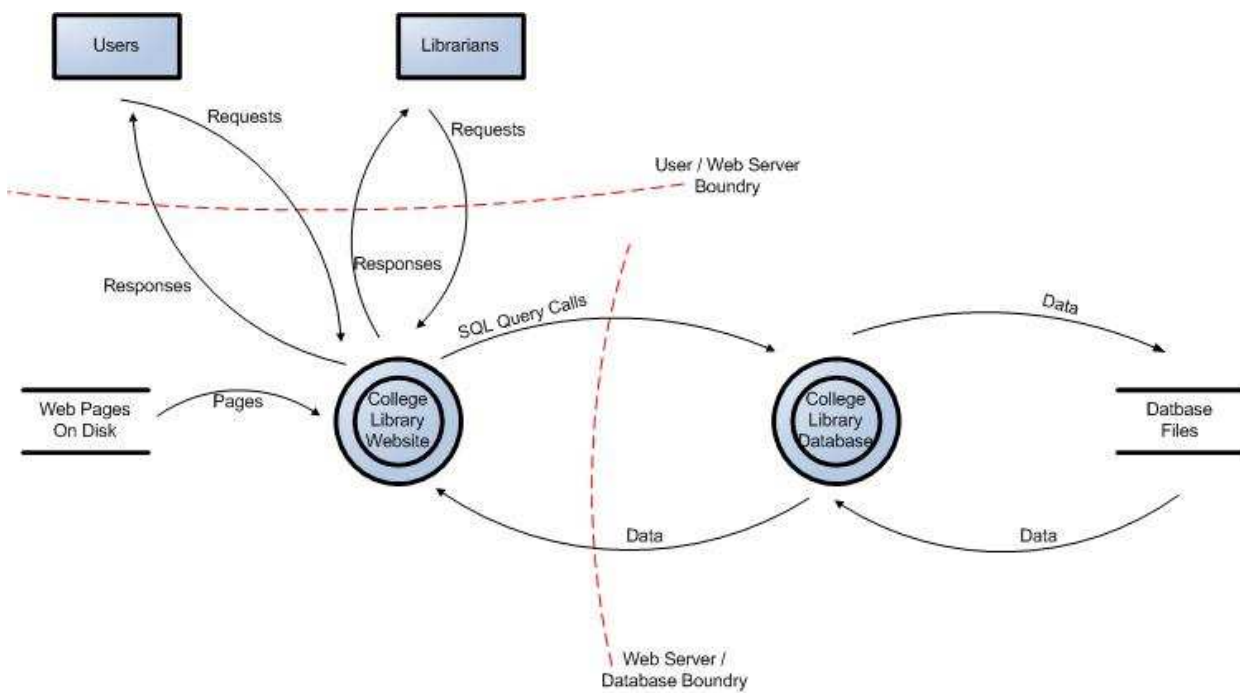 Users
Librarians
Requests
Requests
User / Web Server
Boundry
Responses
Responses
SQL Query Calls
Data
Web Pages
On Disk
Pages
College
Library
Website
College
Library
Database
Datbase
Files
Data
Data
Web Server /
Database Boundry